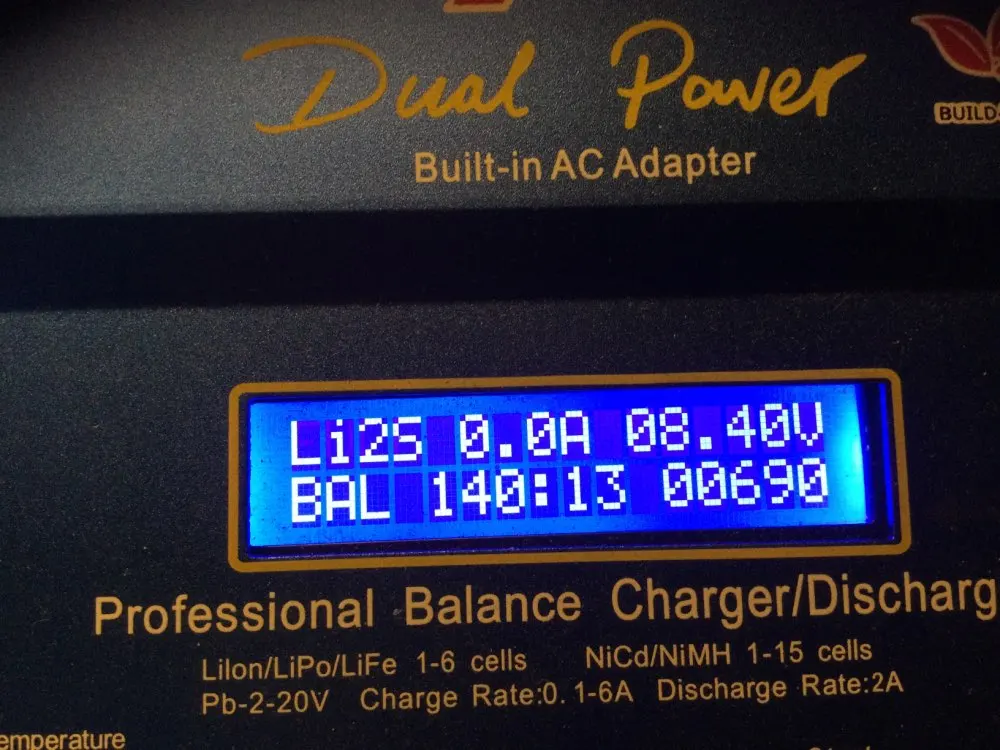 Dual Power
BUILD
Built-in AC Adapter
Li2S 0.0A 08.40V
BAL 140:13 00690
Professional Balance Charger/Discharg
LiIon/LiPo/LiFe 1-6 cells NiCd/NiMH 1-15 cells
Pb-2-20V Charge Rate:0.1-6A Discharge Rate:2A
emperature